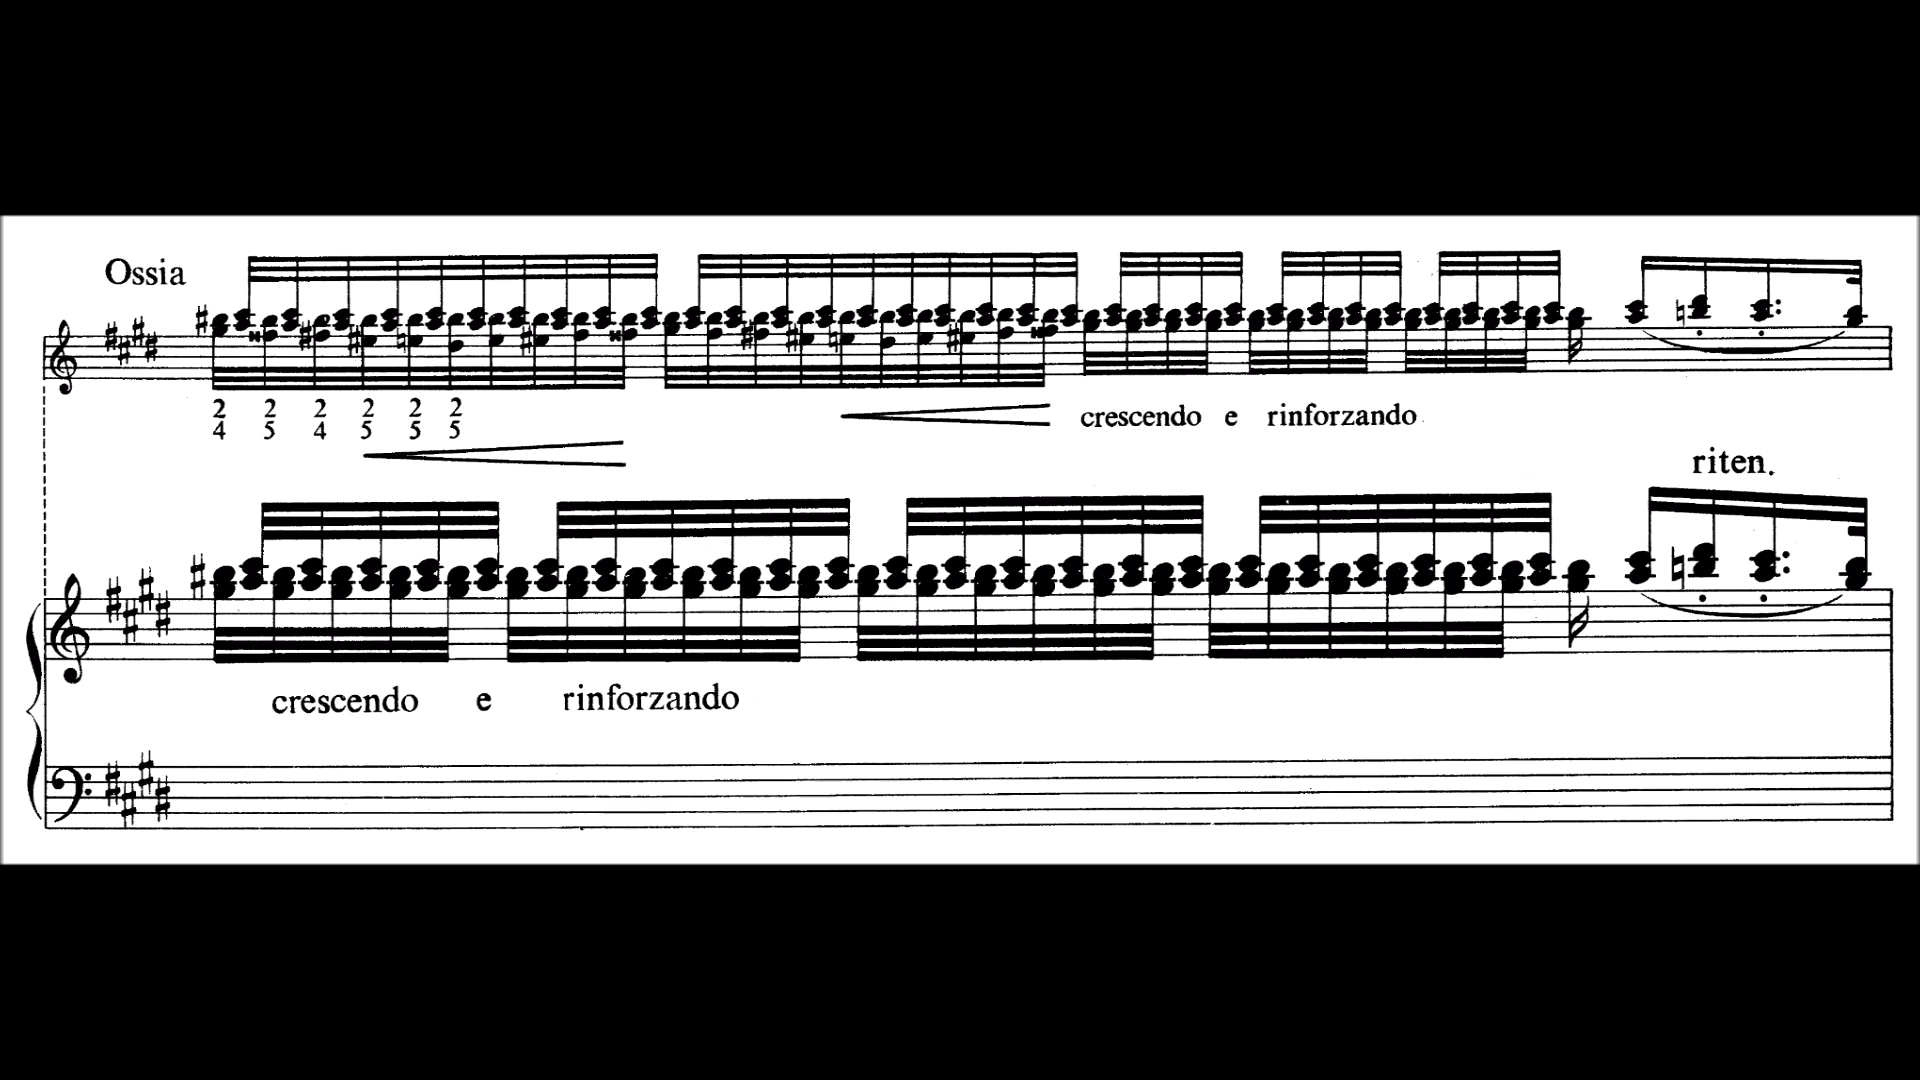 Ossia
2 2 2 2 2 2
4 5 4 5 5 5
crescendo e rinforzando
riten.
crescendo e rinforzando